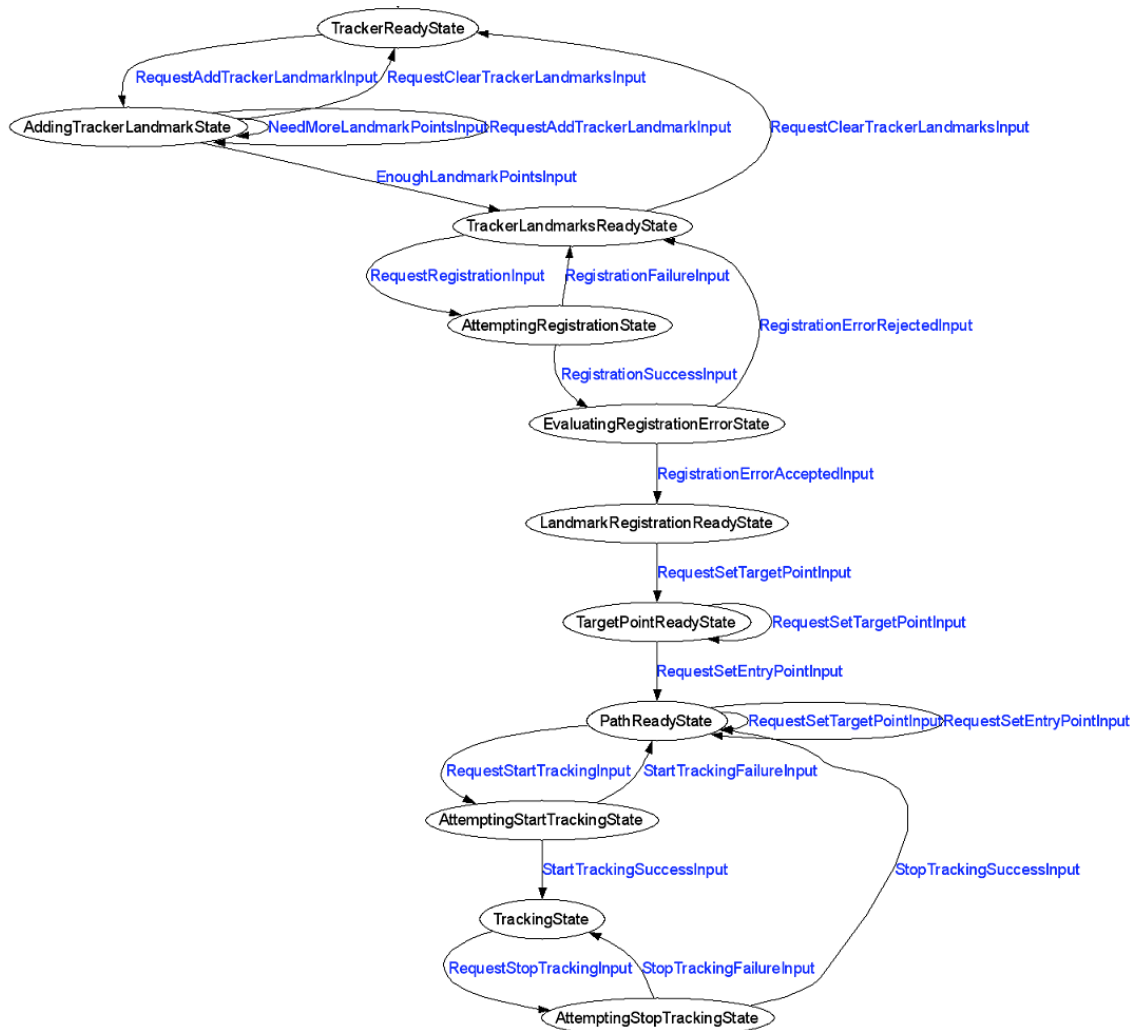 TrackerReadyState
RequestAddTrackerLandmarkInput
RequestClearTrackerLandmarksInput
AddingTrackerLandmarkState
NeedMoreLandmarkPointsInput
RequestAddTrackerLandmarkInput
RequestClearTrackerLandmarksInput
EnoughLandmarkPointsInput
TrackerLandmarksReadyState
RequestRegistrationInput
RegistrationFailureInput
AttemptingRegistrationState
RegistrationErrorRejectedInput
RegistrationSuccessInput
EvaluatingRegistrationErrorState
RegistrationErrorAcceptedInput
LandmarkRegistrationReadyState
RequestSetTargetPointInput
TargetPointReadyState
RequestSetTargetPointInput
RequestSetEntryPointInput
PathReadyState
RequestSetTargetPointInput
RequestSetEntryPointInput
RequestStartTrackingInput
StartTrackingFailureInput
AttemptingStartTrackingState
StartTrackingSuccessInput
StopTrackingSuccessInput
TrackingState
RequestStopTrackingInput
StopTrackingFailureInput
AttemptingStopTrackingState